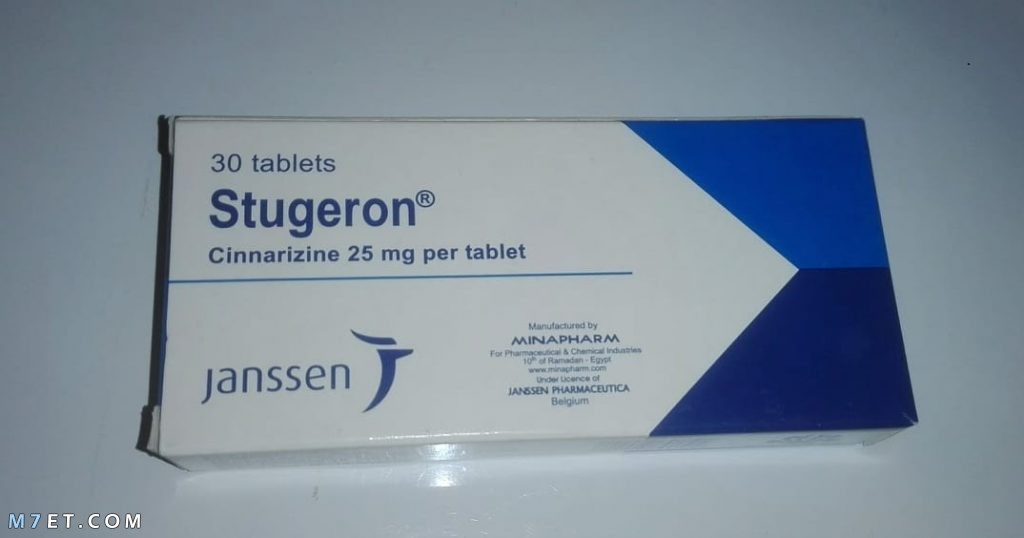 30 tablets
Stugeron®
Cinnarizine 25 mg per tablet
janssen
Manufactured by
MINAPHARM
For Pharmaceutical & Chemical Industries
10th of Ramadan - Egypt
www.minapharm.com
Under Licence of
JANSSEN PHARMACEUTICA
Belgium
M7ET.COM